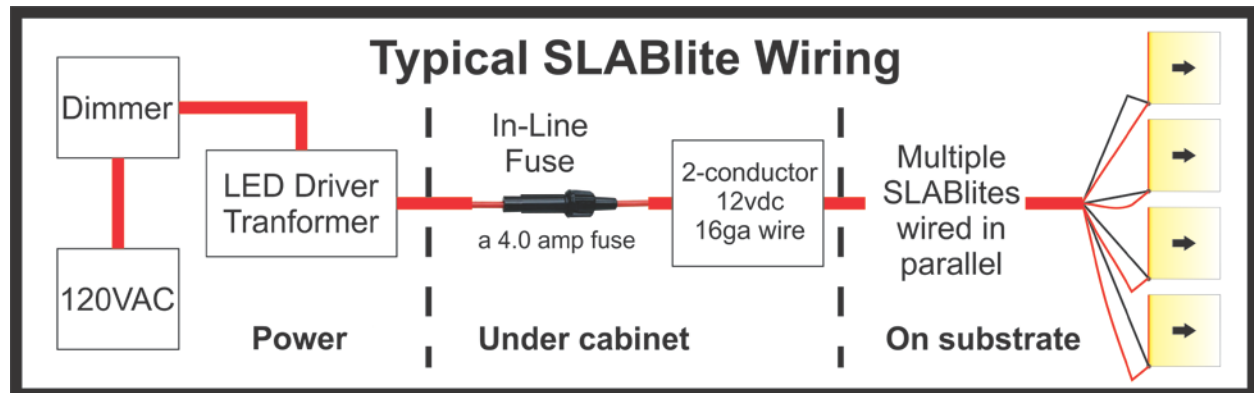 Typical SLABlite Wiring
Dimmer
120VAC
LED Driver
Tranformer
Power
In-Line
Fuse
a 4.0 amp fuse
2-conductor
12vdc
16ga wire
Under cabinet
Multiple
SLABlites
wired in
parallel
On substrate